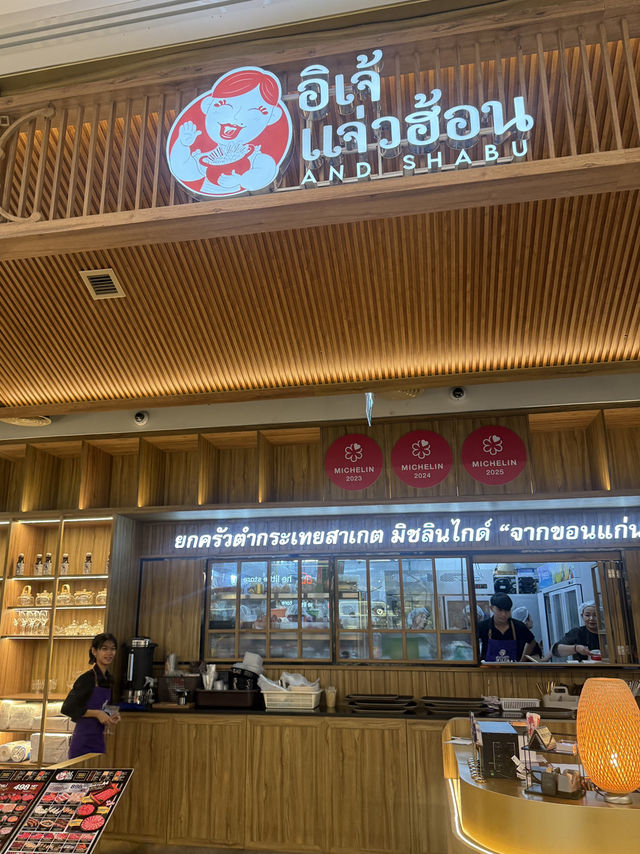 อิเจ้
แจ่วฮ้อน
AND SHABU
MICHELIN
2023
MICHELIN
2024
MICHELIN
2025
ยกครัวตำกระเทยสาเกต มิชลินไกด์ “จากขอนแก่น
498
898